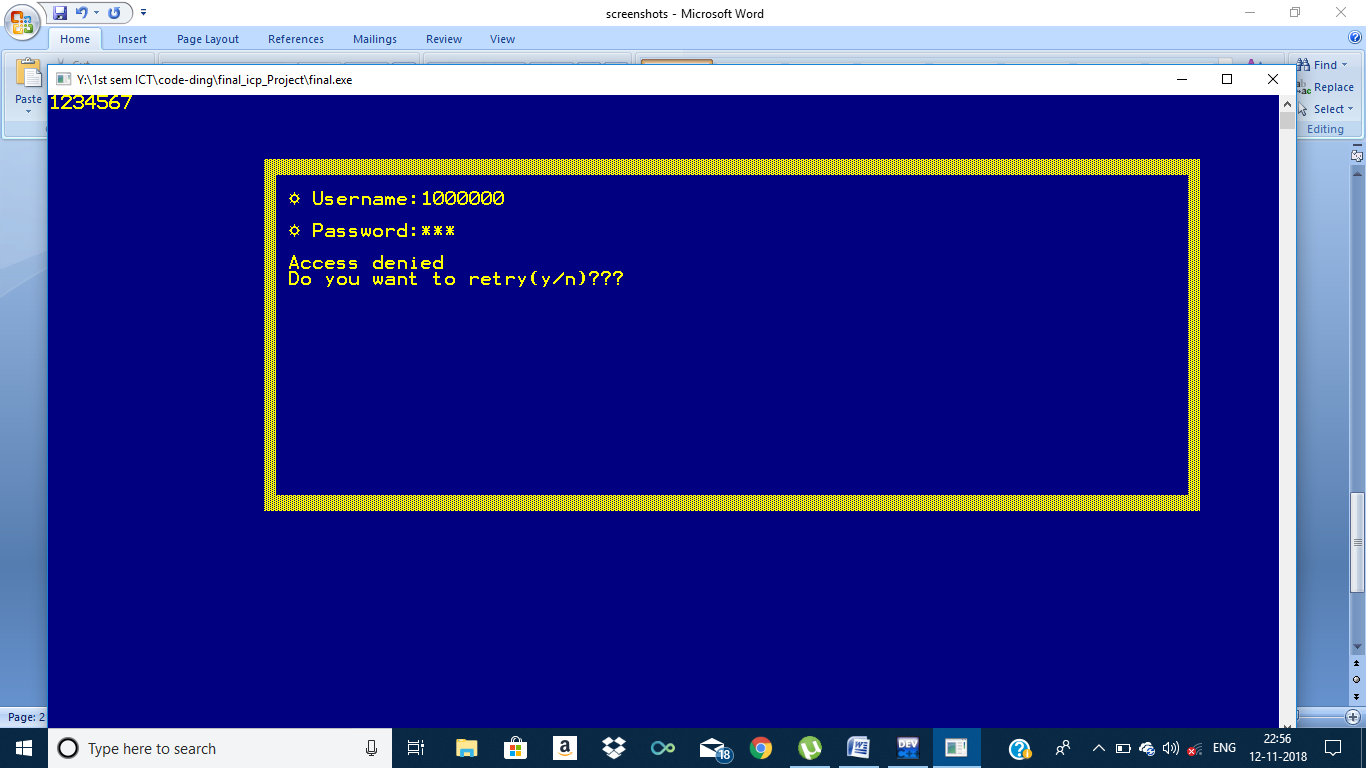 screenshots - Microsoft Word
Home Insert Page Layout References Mailings Review View
Paste
Find
Replace
Select
Editing
Y:\1st sem ICT\code-ding\final_icp_Project\final.exe
1234567
☼ Username:1000000
☼ Password:***
Access denied
Do you want to retry(y/n)???
Page: 2
Type here to search
18
DEV
ENG
22:56
12-11-2018